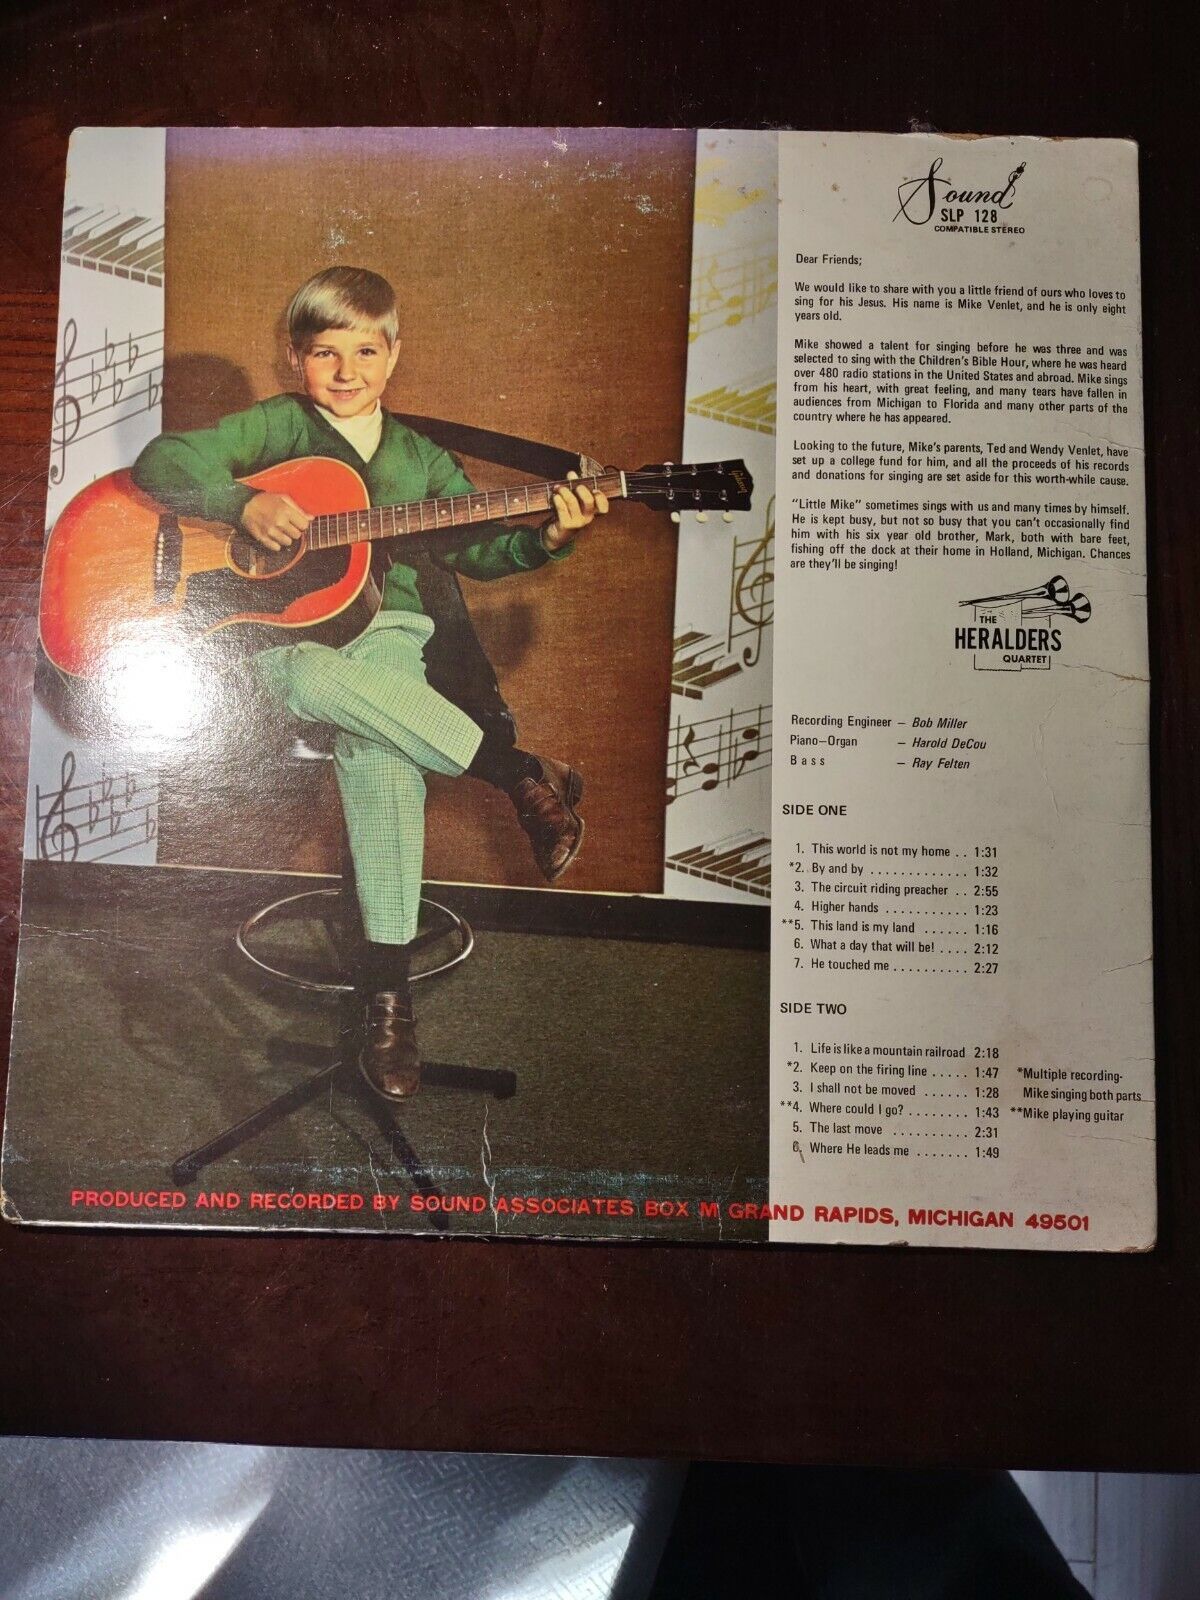 Sound
SLP 128
COMPATIBLE STEREO
Dear Friends;
We would like to share with you a little friend of ours who loves to
sing for his Jesus. His name is Mike Venlet, and he is only eight
years old.
Mike showed a talent for singing before he was three and was
selected to sing with the Children's Bible Hour, where he was heard
over 480 radio stations in the United States and abroad. Mike sings
from his heart, with great feeling, and many tears have fallen in
audiences from Michigan to Florida and many other parts of the
country where he has appeared.
Looking to the future, Mike's parents, Ted and Wendy Venlet, have
set up a college fund for him, and all the proceeds of his records
and donations for singing are set aside for this worth-while cause.
"Little Mike" sometimes sings with us and many times by himself.
He is kept busy, but not so busy that you can't occasionally find
him with his six year old brother, Mark, both with bare feet,
fishing off the dock at their home in Holland, Michigan. Chances
are they'll be singing!
THE
HERALDERS
QUARTET
Recording Engineer – Bob Miller
Piano–Organ – Harold DeCou
Bass – Ray Felten
SIDE ONE
1. This world is not my home . . 1:31
*2. By and by . . . . . . . . . . . . . 1:32
3. The circuit riding preacher . . 2:55
4. Higher hands . . . . . . . . . . . 1:23
**5. This land is my land . . . . . . 1:16
6. What a day that will be! . . . . 2:12
7. He touched me . . . . . . . . . . 2:27
SIDE TWO
1. Life is like a mountain railroad 2:18
*2. Keep on the firing line . . . . . 1:47 *Multiple recording-
3. I shall not be moved . . . . . . 1:28 Mike singing both parts
**4. Where could I go? . . . . . . . . 1:43 **Mike playing guitar
5. The last move . . . . . . . . . . 2:31
6. Where He leads me . . . . . . . 1:49
PRODUCED AND RECORDED BY SOUND ASSOCIATES BOX M GRAND RAPIDS, MICHIGAN 49501
Gibson